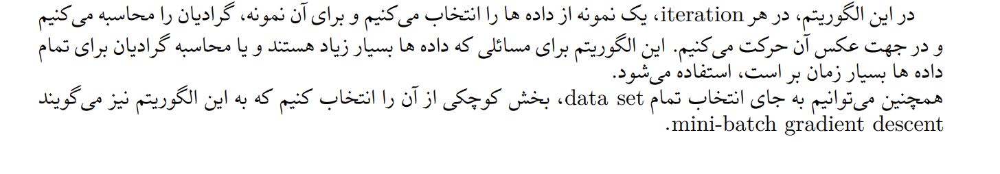 در این الگوریتم، در هر iteration، یک نمونه از داده ها را انتخاب می‌کنیم و برای آن نمونه، گرادیان را محاسبه می‌کنیم
و در جهت عکس آن حرکت می‌کنیم. این الگوریتم برای مسائلی که داده ها بسیار زیاد هستند و یا محاسبه گرادیان برای تمام
داده ها بسیار زمان بر است، استفاده می‌شود.
همچنین می‌توانیم به جای انتخاب تمام data set، بخش کوچکی از آن را انتخاب کنیم که به این الگوریتم نیز می‌گویند
mini-batch gradient descent.